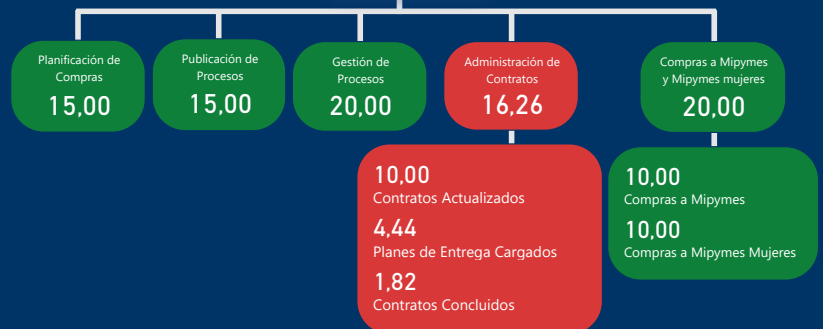 Planificación de
Compras
15,00
Publicación de
Procesos
15,00
Gestión de
Procesos
20,00
Administración de
Contratos
16,26
Compras a Mipymes
y Mipymes mujeres
20,00
10,00
Contratos Actualizados
4,44
Planes de Entrega Cargados
1,82
Contratos Concluidos
10,00
Compras a Mipymes
10,00
Compras a Mipymes Mujeres